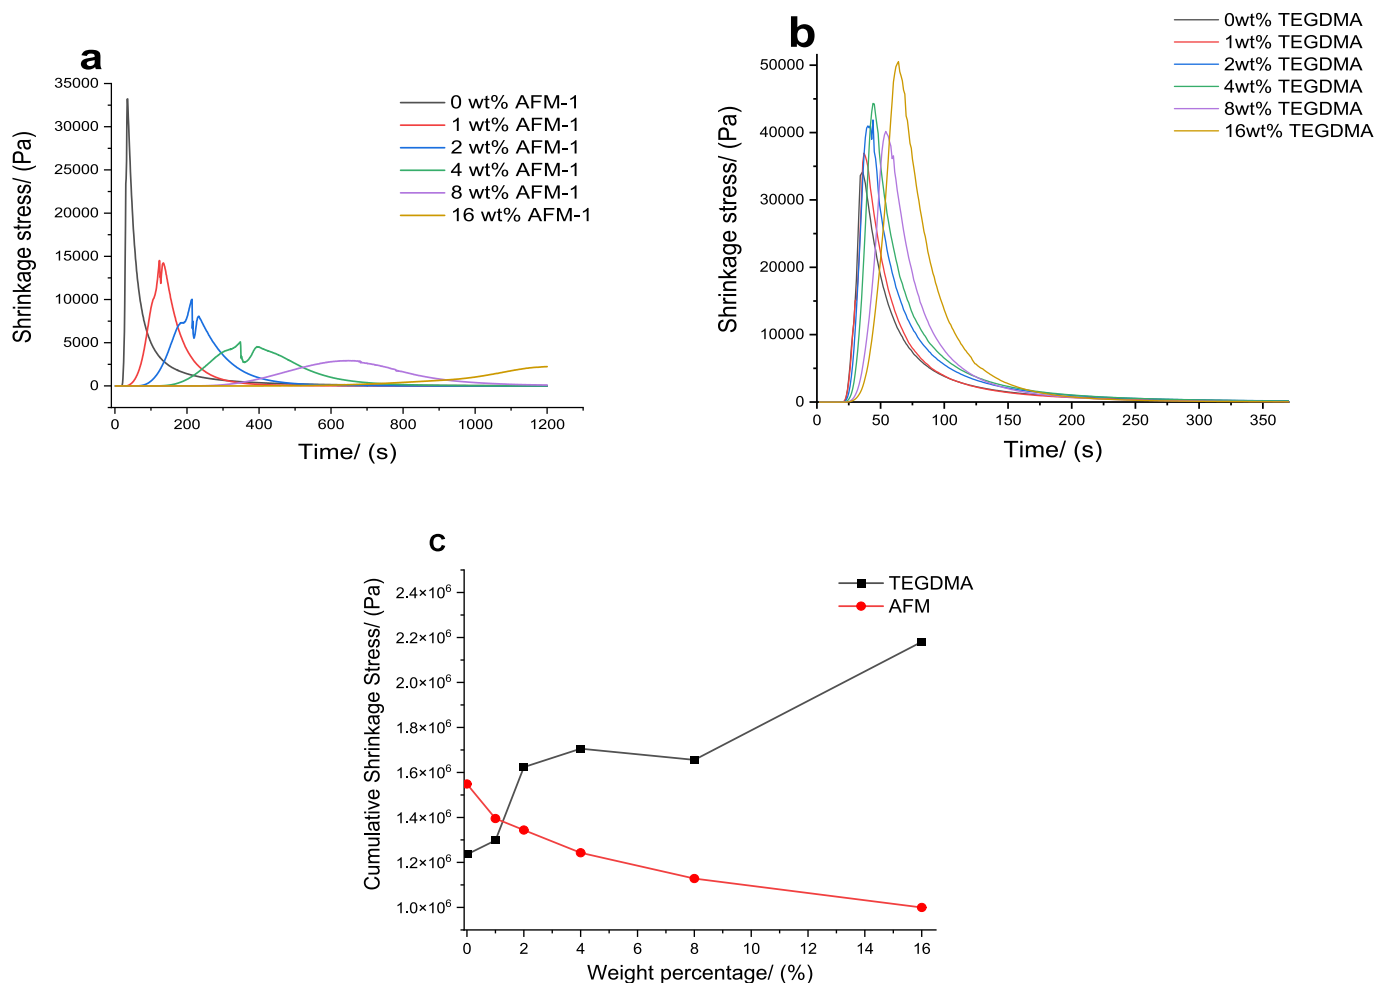 a
35000
30000
25000
20000
15000
10000
5000
0
Shrinkage stress/ (Pa)
0 wt% AFM-1
1 wt% AFM-1
2 wt% AFM-1
4 wt% AFM-1
8 wt% AFM-1
16 wt% AFM-1
0 200 400 600 800 1000 1200
Time/ (s)
b
0wt% TEGDMA
1wt% TEGDMA
2wt% TEGDMA
4wt% TEGDMA
8wt% TEGDMA
16wt% TEGDMA
50000
40000
30000
20000
10000
0
Shrinkage stress/ (Pa)
0 50 100 150 200 250 300 350
Time/ (s)
c
2.4×10⁶
2.2×10⁶
2.0×10⁶
1.8×10⁶
1.6×10⁶
1.4×10⁶
1.2×10⁶
1.0×10⁶
Cumulative Shrinkage Stress/ (Pa)
TEGDMA
AFM
0 2 4 6 8 10 12 14 16
Weight percentage/ (%)